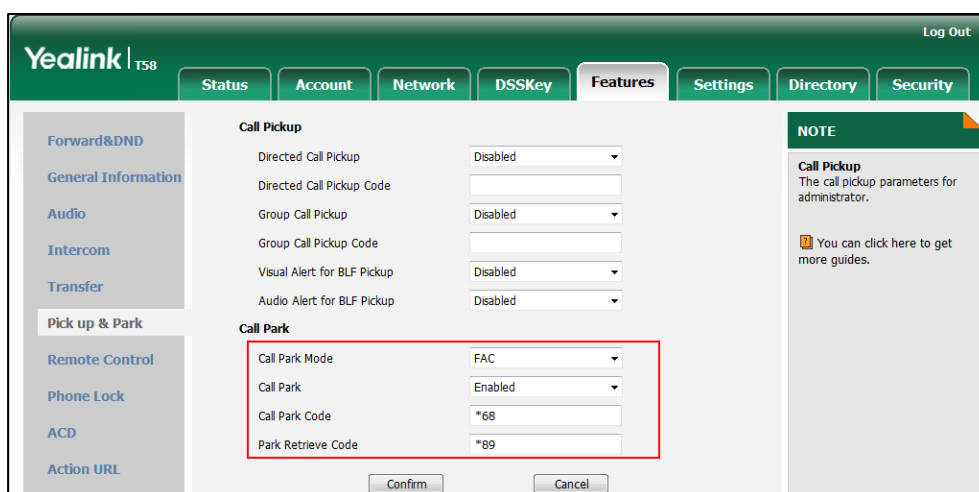 Log Out
Yealink T58
Status Account Network DSSKey Features Settings Directory Security
Forward&DND
General Information
Audio
Intercom
Transfer
Pick up & Park
Remote Control
Phone Lock
ACD
Action URL
Call Pickup
Directed Call Pickup Disabled
Directed Call Pickup Code
Group Call Pickup Disabled
Group Call Pickup Code
Visual Alert for BLF Pickup Disabled
Audio Alert for BLF Pickup Disabled
Call Park
Call Park Mode FAC
Call Park Enabled
Call Park Code *68
Park Retrieve Code *89
Confirm Cancel
NOTE
Call Pickup
The call pickup parameters for
administrator.
? You can click here to get
more guides.